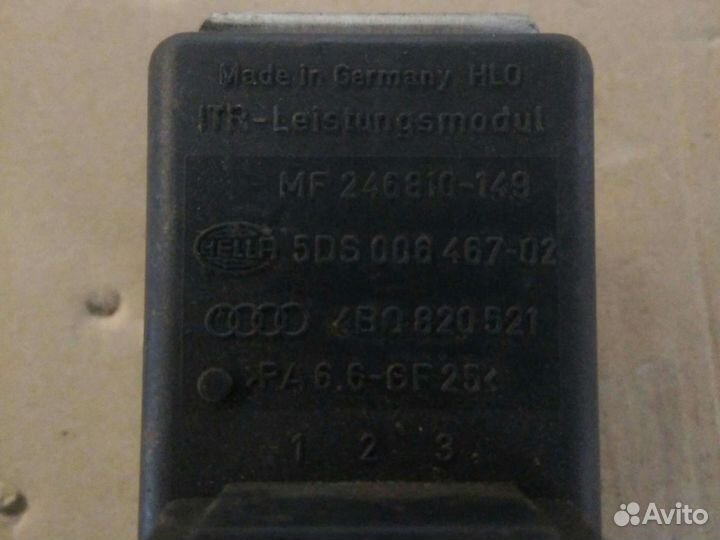 Made in Germany HLO
ITR-Leistungsmodul
MF 246810-149
HELLA 5DS 006 467-02
4B0 820 521
>PA 6.6-GF 25<
1 2 3
Avito